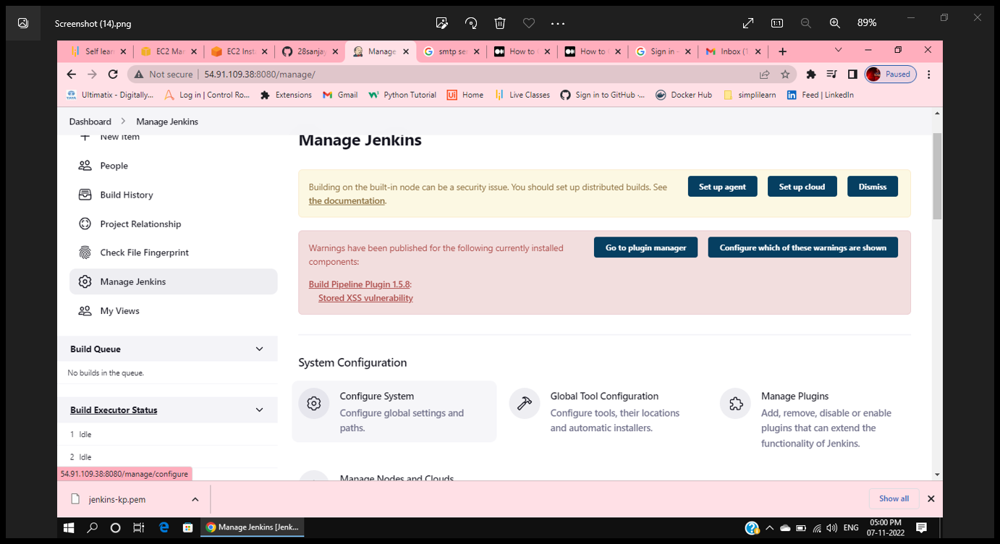 Screenshot (14).png
89%
Self lear
EC2 Mar
EC2 Inst
28sanja
Manage
smtp se
How to
How to
Sign in -
Inbox (1
Not secure
54.91.109.38:8080/manage/
Paused
Ultimatix - Digitally...
Log in | Control Ro...
Extensions
Gmail
Python Tutorial
Home
Live Classes
Sign in to GitHub ·...
Docker Hub
simplilearn
Feed | LinkedIn
Dashboard
Manage Jenkins
New Item
People
Build History
Project Relationship
Check File Fingerprint
Manage Jenkins
My Views
Build Queue
No builds in the queue.
Build Executor Status
1 Idle
2 Idle
54.91.109.38:8080/manage/configure
Manage Jenkins
Building on the built-in node can be a security issue. You should set up distributed builds. See
the documentation.
Set up agent
Set up cloud
Dismiss
Warnings have been published for the following currently installed
components:
Go to plugin manager
Configure which of these warnings are shown
Build Pipeline Plugin 1.5.8:
Stored XSS vulnerability
System Configuration
Configure System
Configure global settings and
paths.
Global Tool Configuration
Configure tools, their locations
and automatic installers.
Manage Plugins
Add, remove, disable or enable
plugins that can extend the
functionality of Jenkins.
Manage Nodes and Clouds
jenkins-kp.pem
Show all
Manage Jenkins [Jenk...
ENG
05:00 PM
07-11-2022